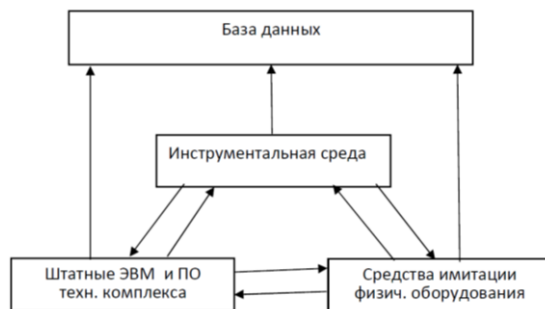 База данных
Инструментальная среда
Штатные ЭВМ и ПО
техн. комплекса
Средства имитации
физич. оборудования